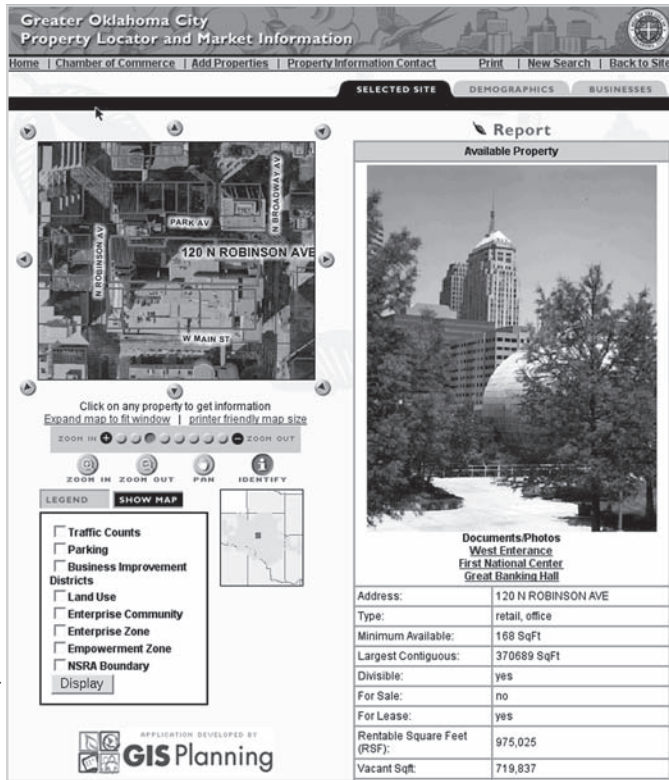 Greater Oklahoma City
Property Locator and Market Information
Home | Chamber of Commerce | Add Properties | Property Information Contact Print | New Search | Back to Site
SELECTED SITE DEMOGRAPHICS BUSINESSES
N ROBINSON AV
PARK AV
N BROADWAY AV
120 N ROBINSON AVE
W MAIN ST
Click on any property to get information
Expand map to fit window | printer friendly map size
ZOOM IN ZOOM OUT
ZOOM IN ZOOM OUT PAN IDENTIFY
LEGEND SHOW MAP
Traffic Counts
Parking
Business Improvement
Districts
Land Use
Enterprise Community
Enterprise Zone
Empowerment Zone
NSRA Boundary
Display
APPLICATION DEVELOPED BY
GIS Planning
Report
Available Property
Documents/Photos
West Enterance
First National Center
Great Banking Hall
Address: 120 N ROBINSON AVE
Type: retail, office
Minimum Available: 168 SqFt
Largest Contiguous: 370689 SqFt
Divisible: yes
For Sale: no
For Lease: yes
Rentable Square Feet
(RSF): 975,025
Vacant Sqft: 719,837